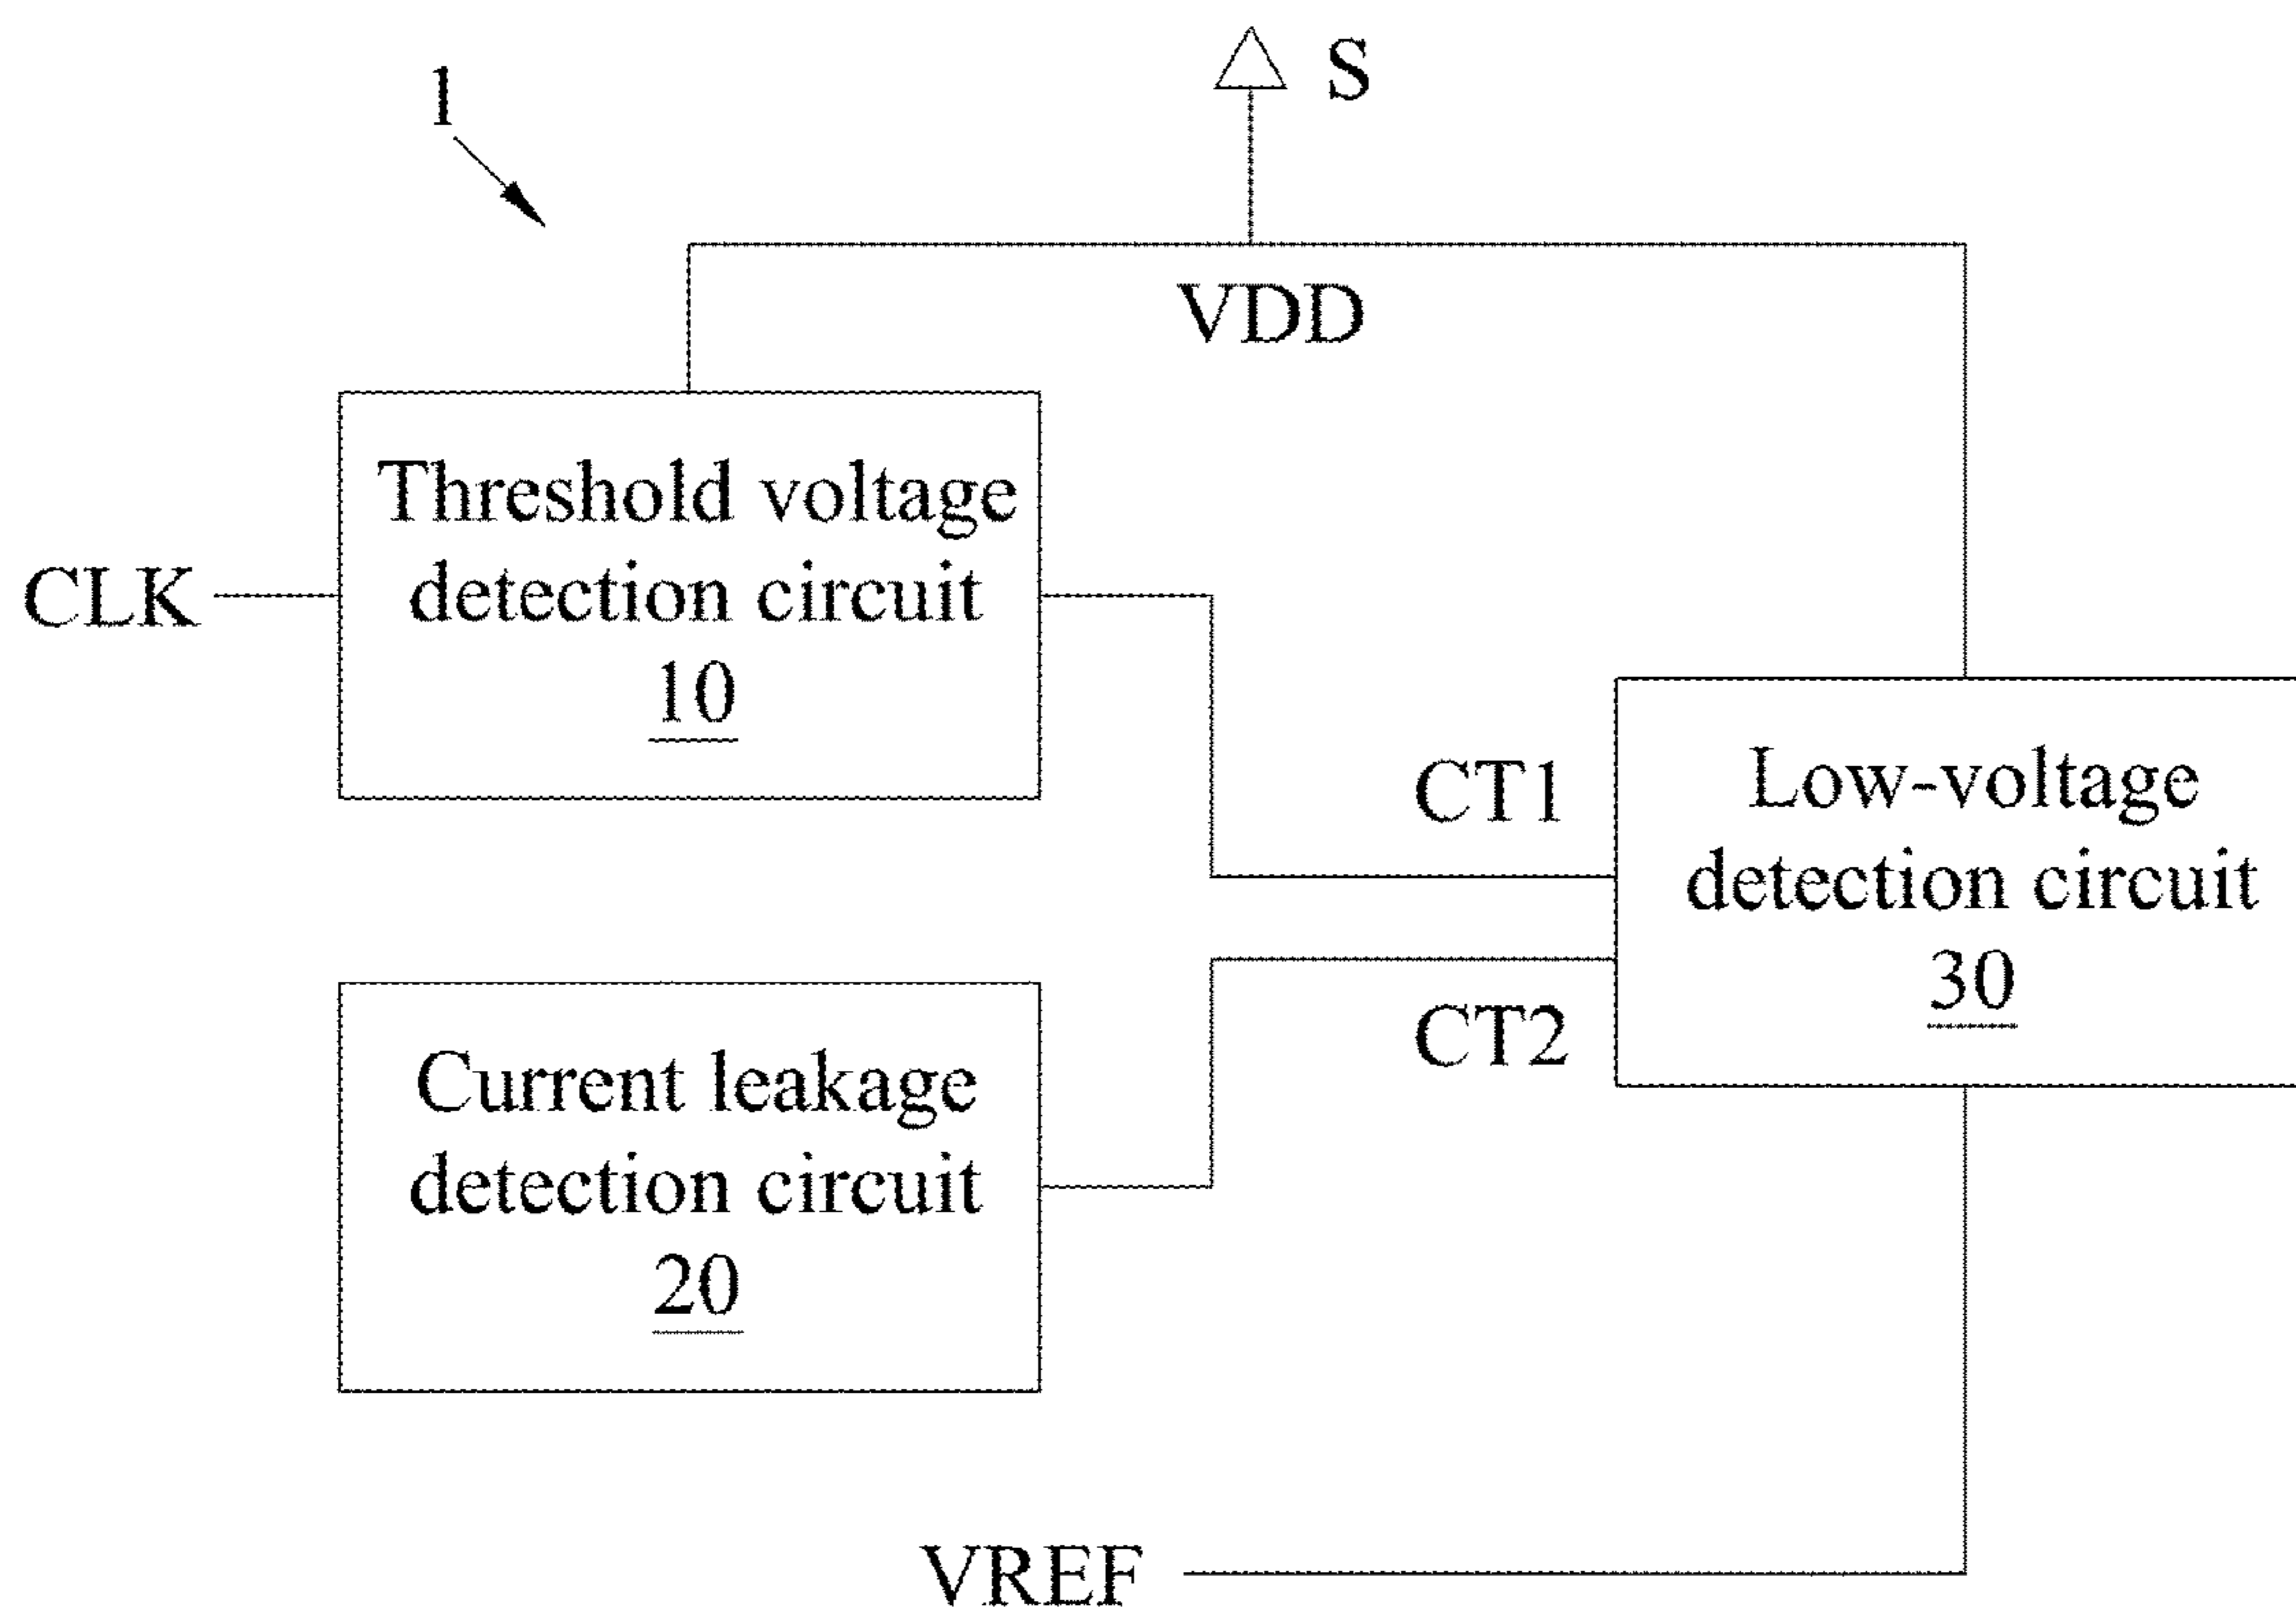 1
S
VDD
Threshold voltage
detection circuit
10
CLK
CT1
Low-voltage
detection circuit
30
CT2
Current leakage
detection circuit
20
VREF